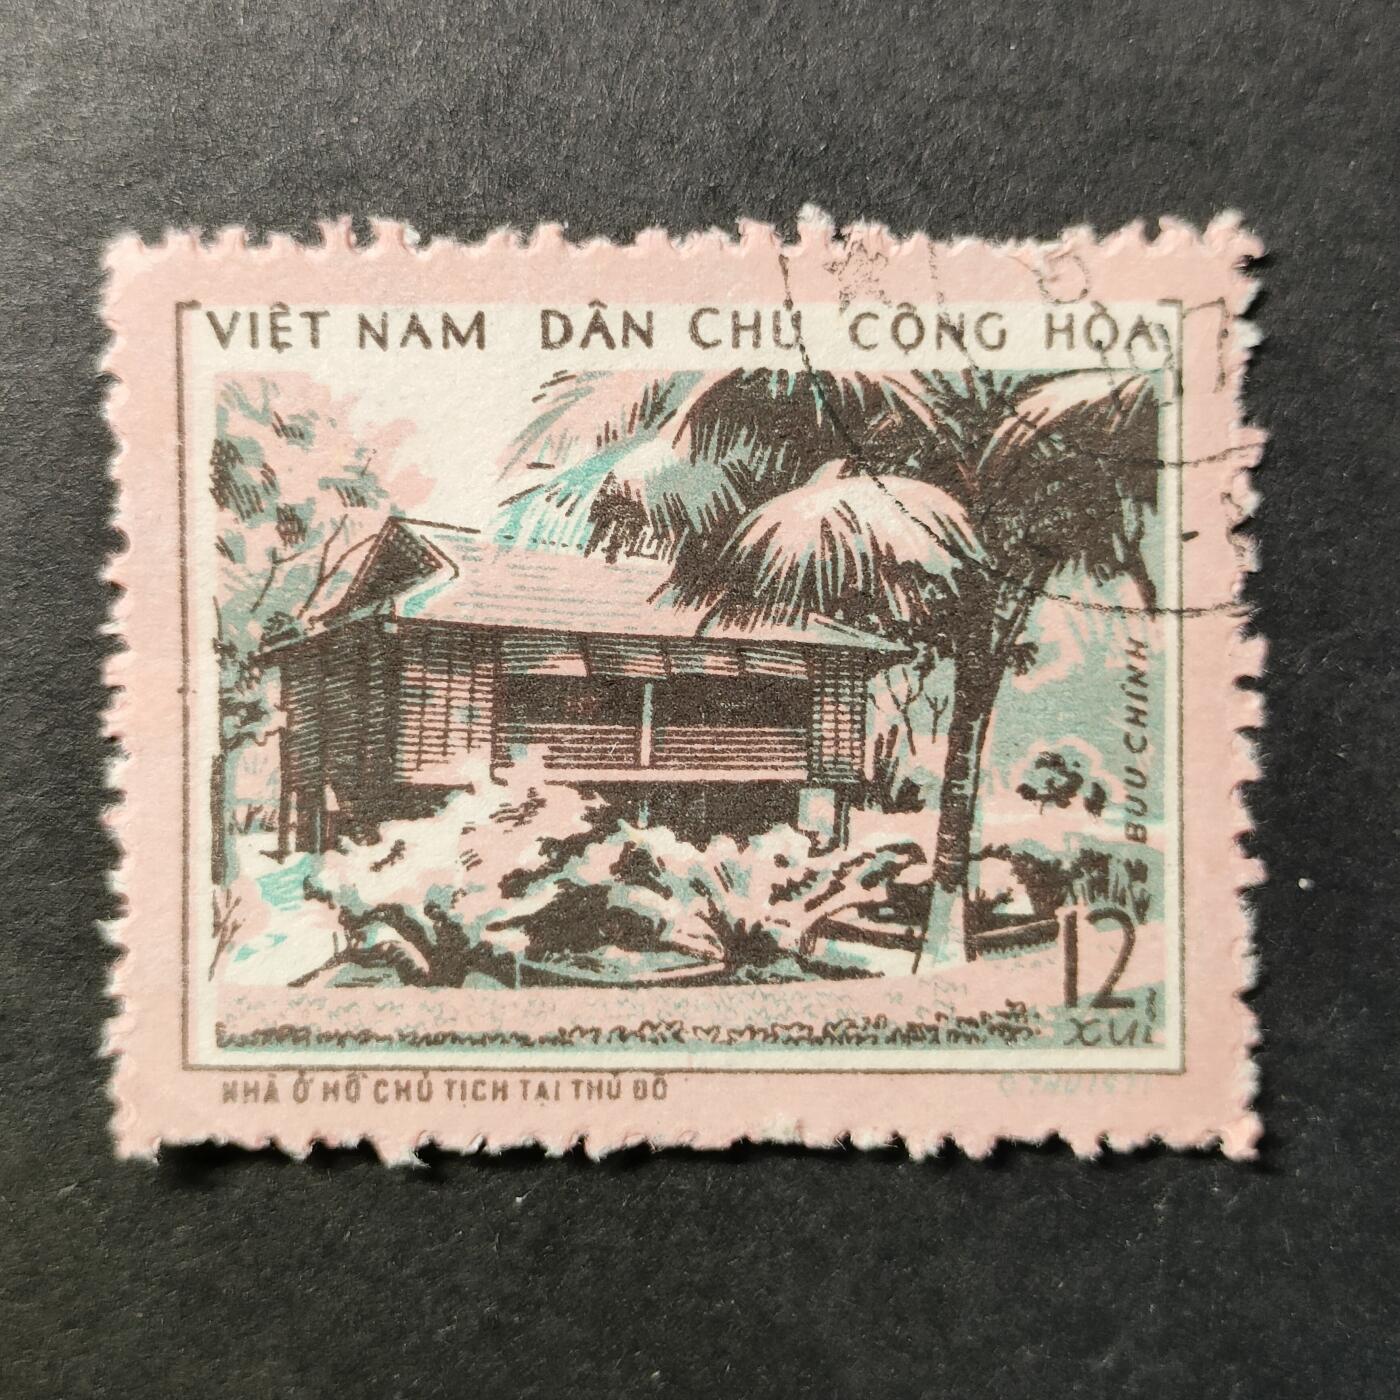 VIỆT NAM DÂN CHỦ CỘNG HÒA
BƯU CHÍNH
12
XU
NHÀ Ở HỒ CHỦ TỊCH TẠI THỦ ĐÔ